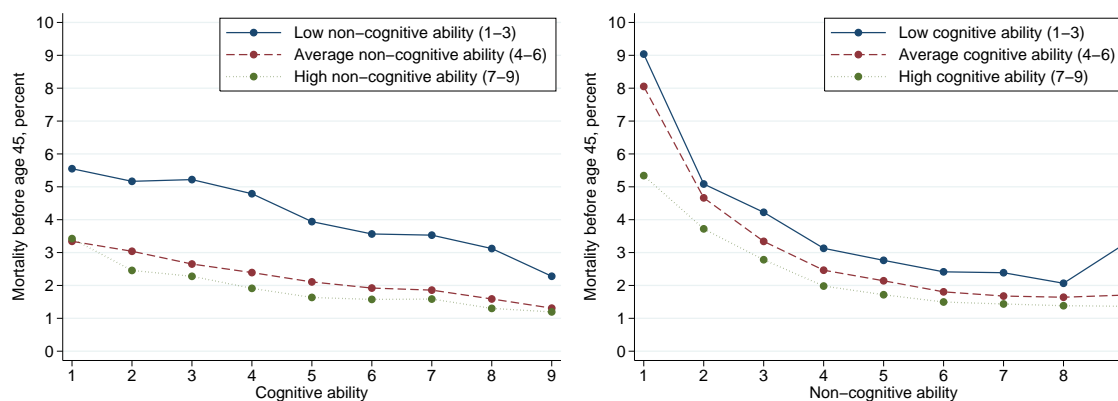 10
9
8
7
6
5
4
3
2
1
0
Mortality before age 45, percent
Low non−cognitive ability (1−3)
Average non−cognitive ability (4−6)
High non−cognitive ability (7−9)
1 2 3 4 5 6 7 8 9
Cognitive ability
10
9
8
7
6
5
4
3
2
1
0
Mortality before age 45, percent
Low cognitive ability (1−3)
Average cognitive ability (4−6)
High cognitive ability (7−9)
1 2 3 4 5 6 7 8
Non−cognitive ability